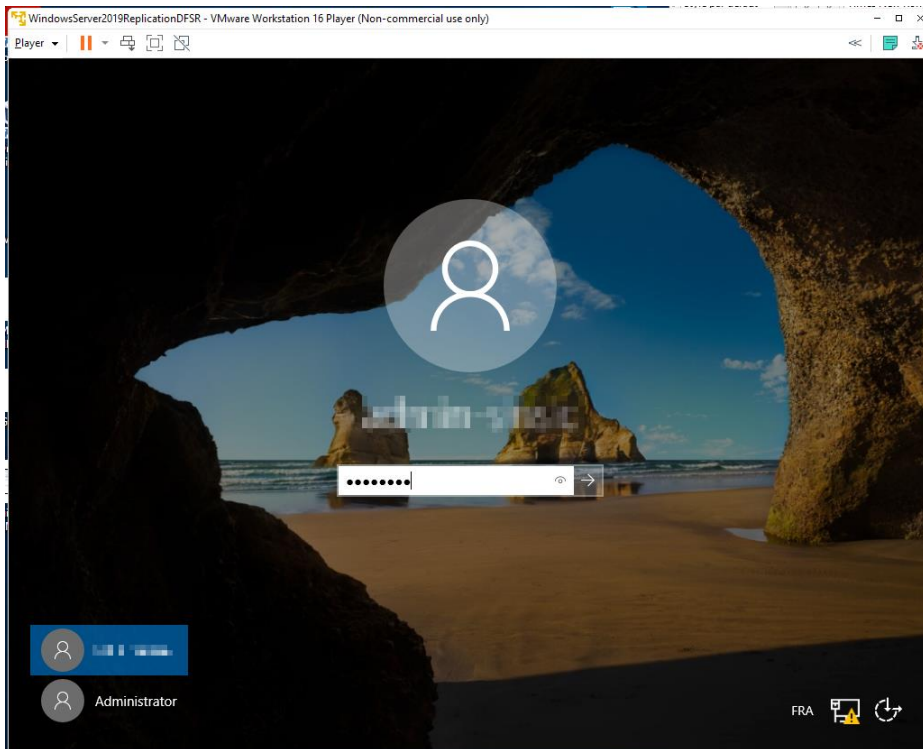 WindowsServer2019ReplicationDFSR - VMware Workstation 16 Player (Non-commercial use only)
Player
Administrator
FRA